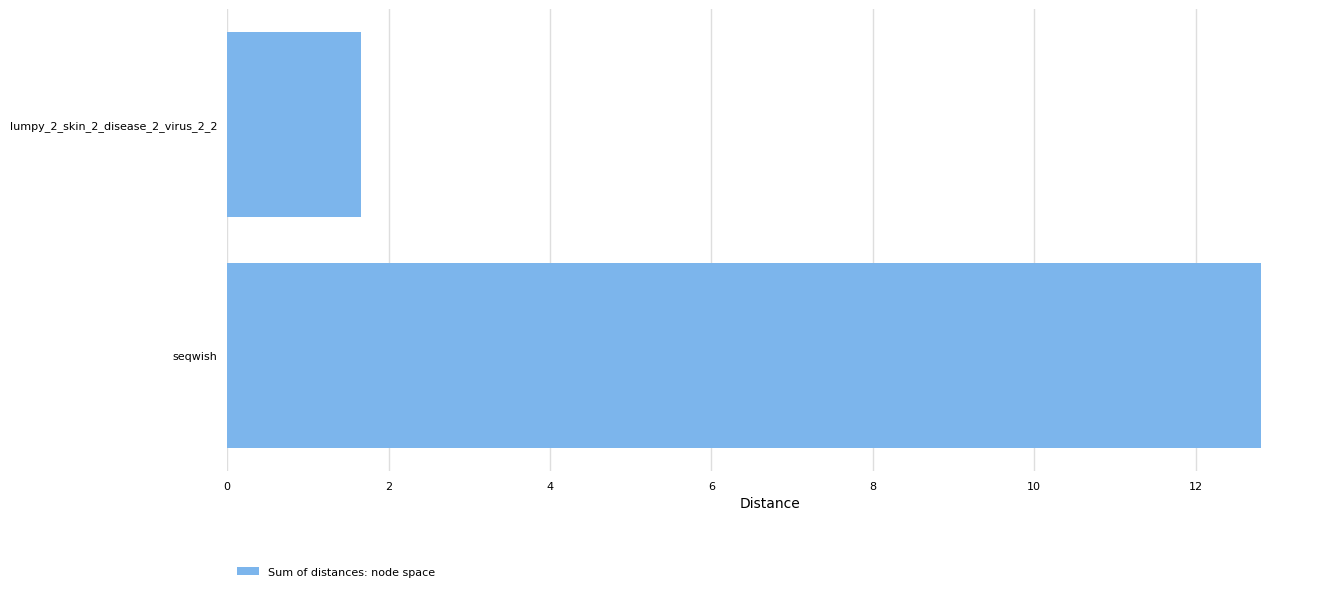 lumpy_2_skin_2_disease_2_virus_2_2
seqwish
0 2 4 6 8 10 12
Distance
Sum of distances: node space